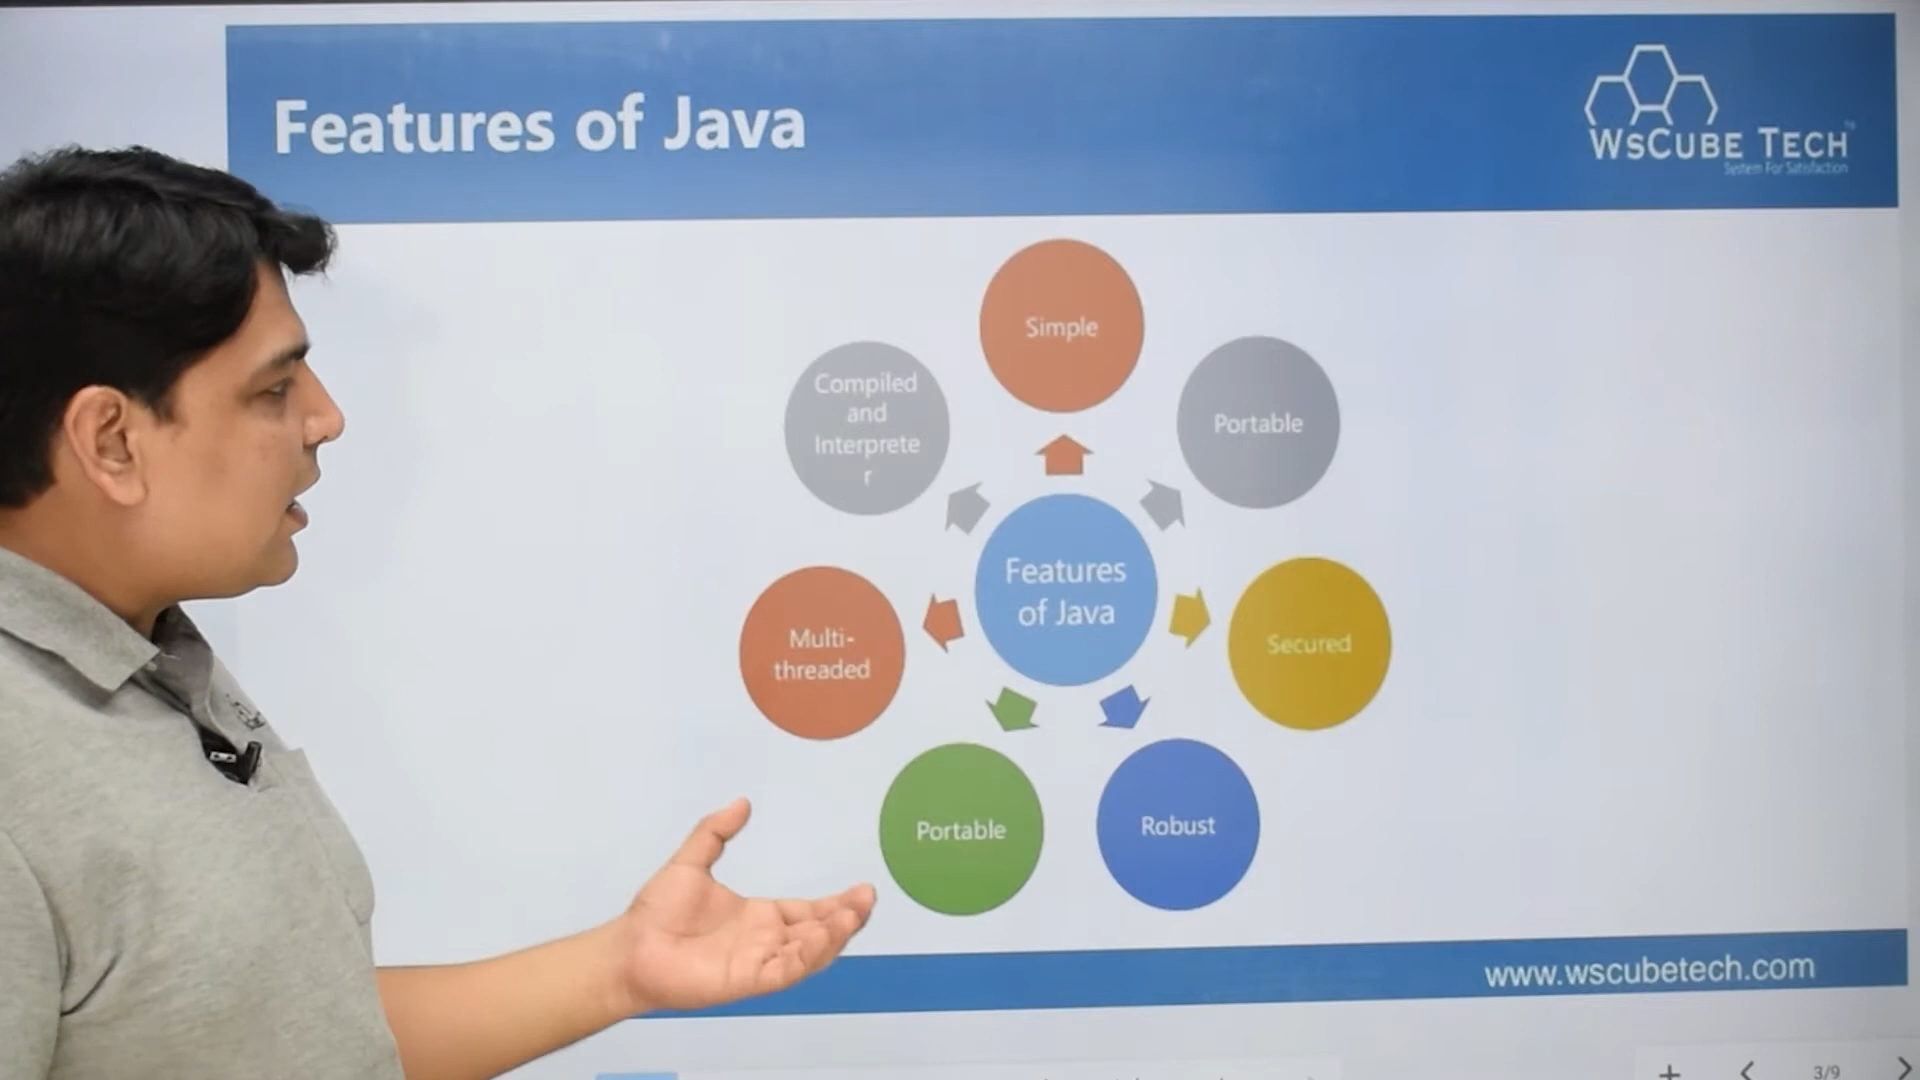 Features of Java
WSCUBE TECH
System For Satisfaction
Simple
Compiled
and
Interprete
r
Portable
Features
of Java
Multi-
threaded
Secured
Portable
Robust
www.wscubetech.com
3/9